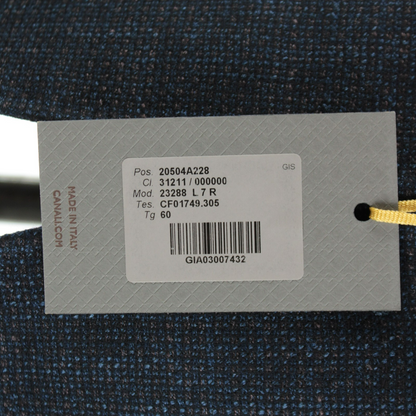 Pos. 20504A228
GIS
Cl 31211 / 000000
Mod. 23288 L 7 R
Tes. CF01749.305
Tg 60
GIA03007432
MADE IN ITALY
CANALI.COM